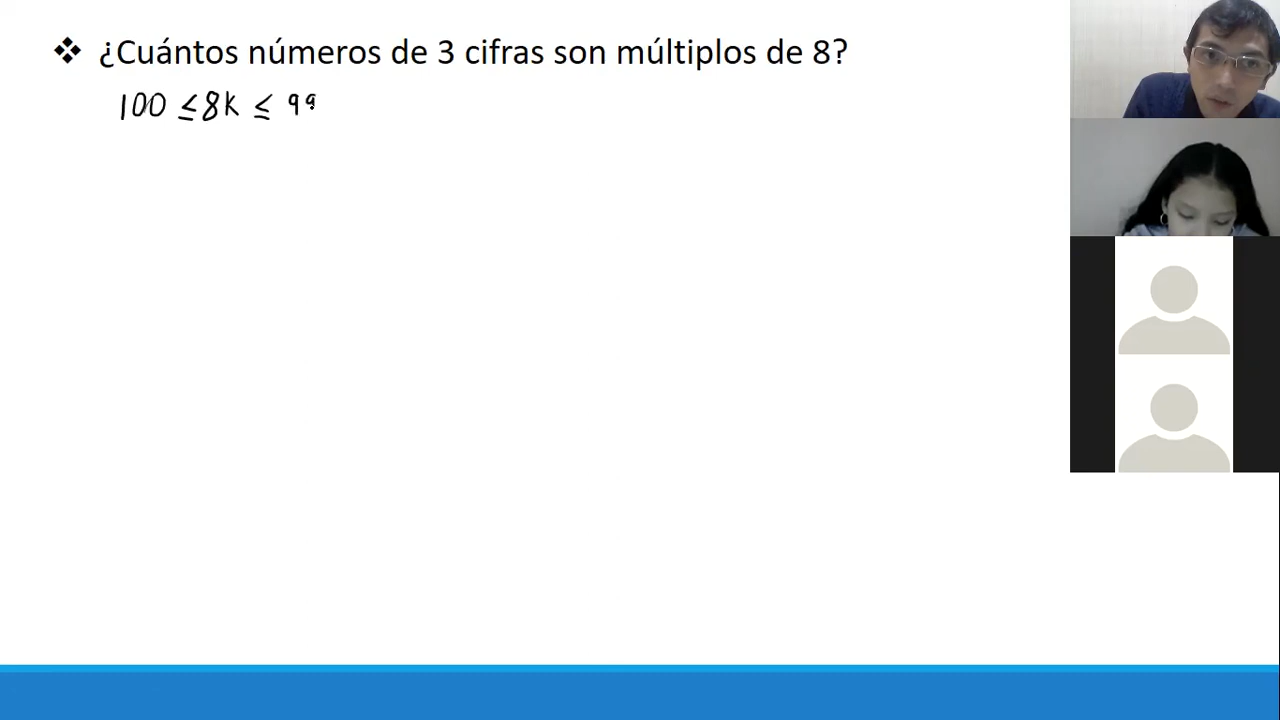 ❖ ¿Cuántos números de 3 cifras son múltiplos de 8?
100 ≤ 8k ≤ 99